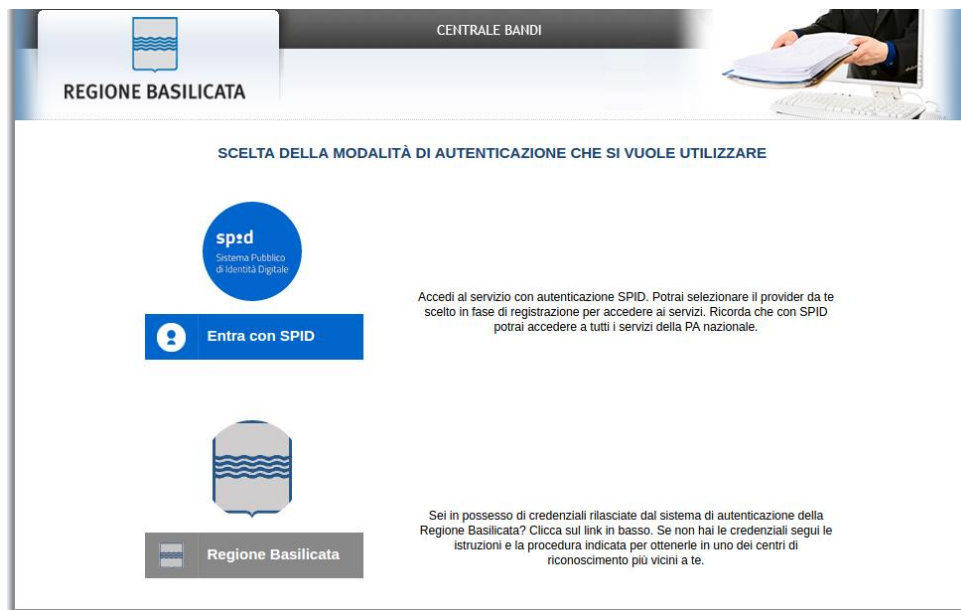 CENTRALE BANDI
REGIONE BASILICATA
SCELTA DELLA MODALITÀ DI AUTENTICAZIONE CHE SI VUOLE UTILIZZARE
spid
Sistema Pubblico
di Identità Digitale
Entra con SPID
Accedi al servizio con autenticazione SPID. Potrai selezionare il provider da te
scelto in fase di registrazione per accedere ai servizi. Ricorda che con SPID
potrai accedere a tutti i servizi della PA nazionale.
Regione Basilicata
Sei in possesso di credenziali rilasciate dal sistema di autenticazione della
Regione Basilicata? Clicca sul link in basso. Se non hai le credenziali segui le
istruzioni e la procedura indicata per ottenerle in uno dei centri di
riconoscimento più vicini a te.